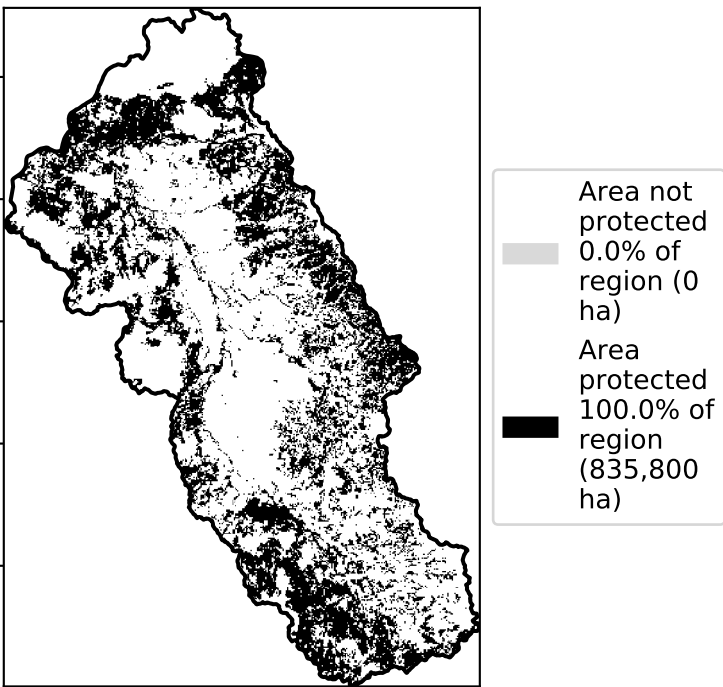 Area not
protected
0.0% of
region (0
ha)
Area
protected
100.0% of
region
(835,800
ha)